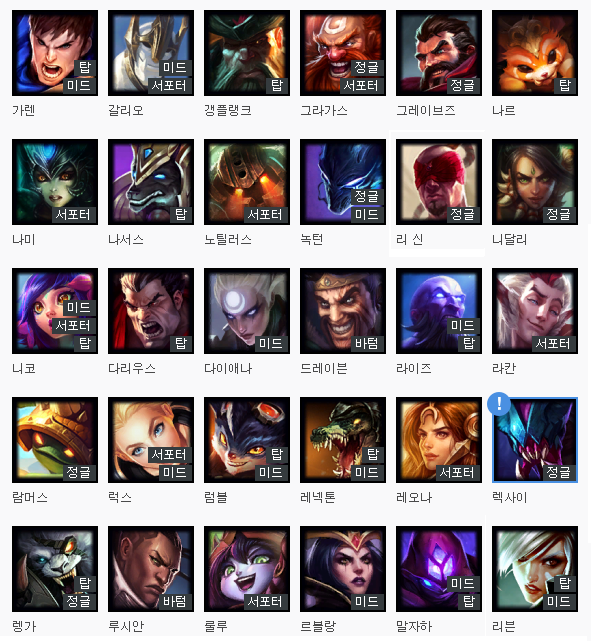 탑
미드
가렌
미드
서포터
갈리오
탑
갱플랭크
정글
서포터
그라가스
정글
그레이브즈
탑
나르
서포터
나미
탑
나서스
서포터
노틸러스
정글
미드
녹턴
정글
리 신
정글
니달리
미드
서포터
탑
니코
탑
다리우스
미드
다이애나
바텀
드레이븐
미드
탑
라이즈
서포터
라칸
정글
람머스
서포터
미드
럭스
탑
미드
럼블
탑
미드
레넥톤
서포터
레오나
!
정글
렉사이
탑
정글
렝가
바텀
루시안
서포터
룰루
미드
르블랑
미드
탑
말자하
탑
미드
리븐